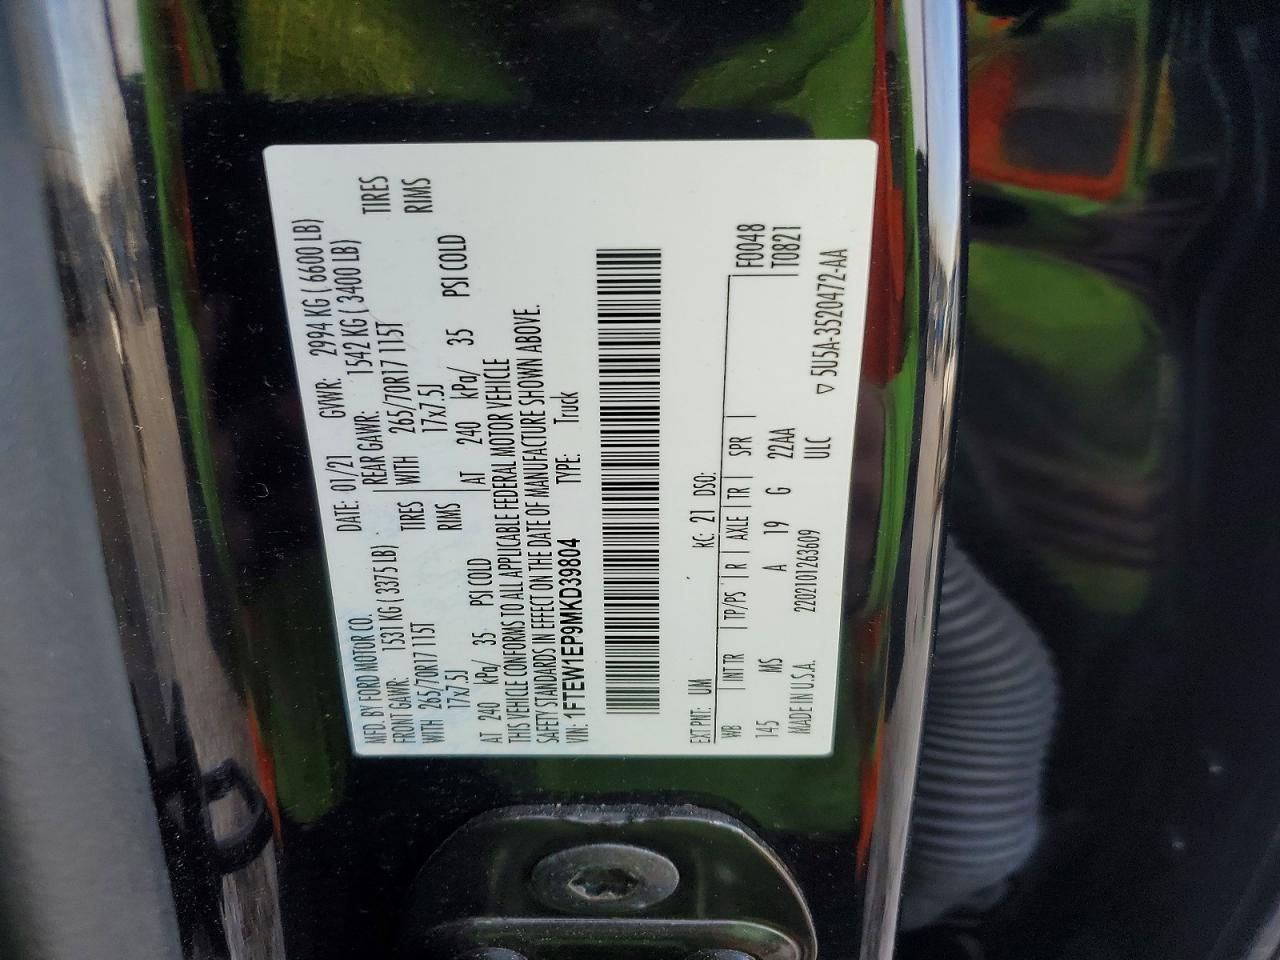 MFD. BY FORD MOTOR CO.
DATE: 01/21 GVWR: 2994 KG ( 6600 LB)
FRONT GAWR: 1531 KG ( 3375 LB) REAR GAWR: 1542 KG ( 3400 LB)
WITH 265/70R17 115T TIRES WITH 265/70R17 115T TIRES
17x7.5J RIMS 17x7.5J RIMS
AT 240 kPa/ 35 PSI COLD AT 240 kPa/ 35 PSI COLD
THIS VEHICLE CONFORMS TO ALL APPLICABLE FEDERAL MOTOR VEHICLE
SAFETY STANDARDS IN EFFECT ON THE DATE OF MANUFACTURE SHOWN ABOVE.
VIN: 1FTEW1EP9MKD39804 TYPE: Truck
EXT PNT: UM RC: 21 DSO:
WB INT TR TP/PS R AXLE TR SPR F0048
145 MS A 19 G 22AA T0821
MADE IN U.S.A. 2202101263609 ULC
5U5A-3520472-AA